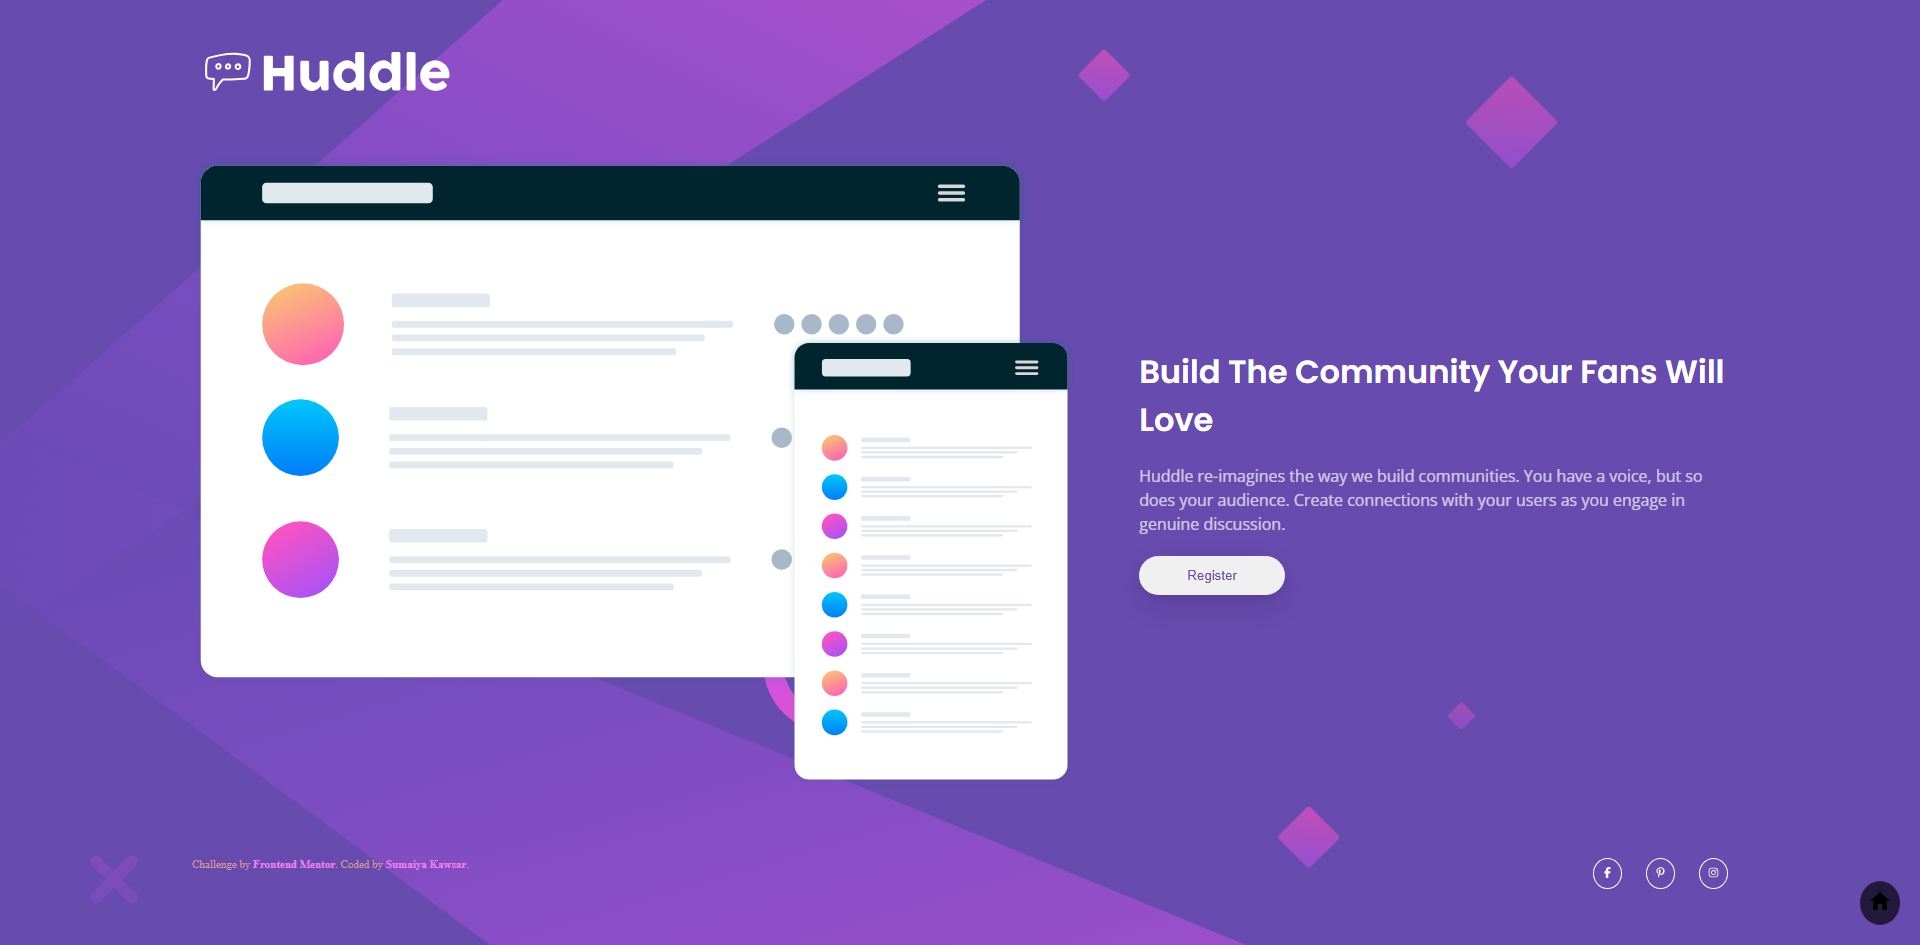 Huddle
Build The Community Your Fans Will
Love
Huddle re-imagines the way we build communities. You have a voice, but so
does your audience. Create connections with your users as you engage in
genuine discussion.
Register
Challenge by Frontend Mentor. Coded by Sumaiya Kawsar.